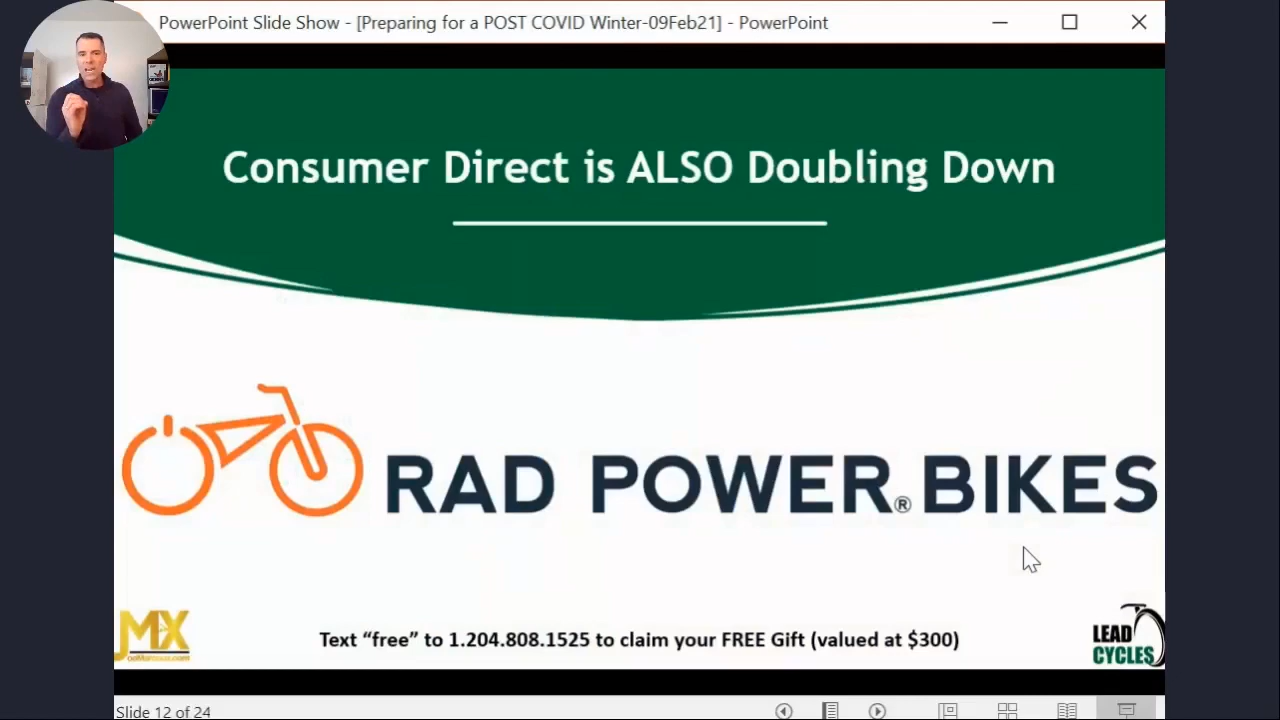 PowerPoint Slide Show - [Preparing for a POST COVID Winter-09Feb21] - PowerPoint
Consumer Direct is ALSO Doubling Down
RAD POWER BIKES®
JMX
Text “free” to 1.204.808.1525 to claim your FREE Gift (valued at $300)
LEAD
CYCLES
Slide 12 of 24